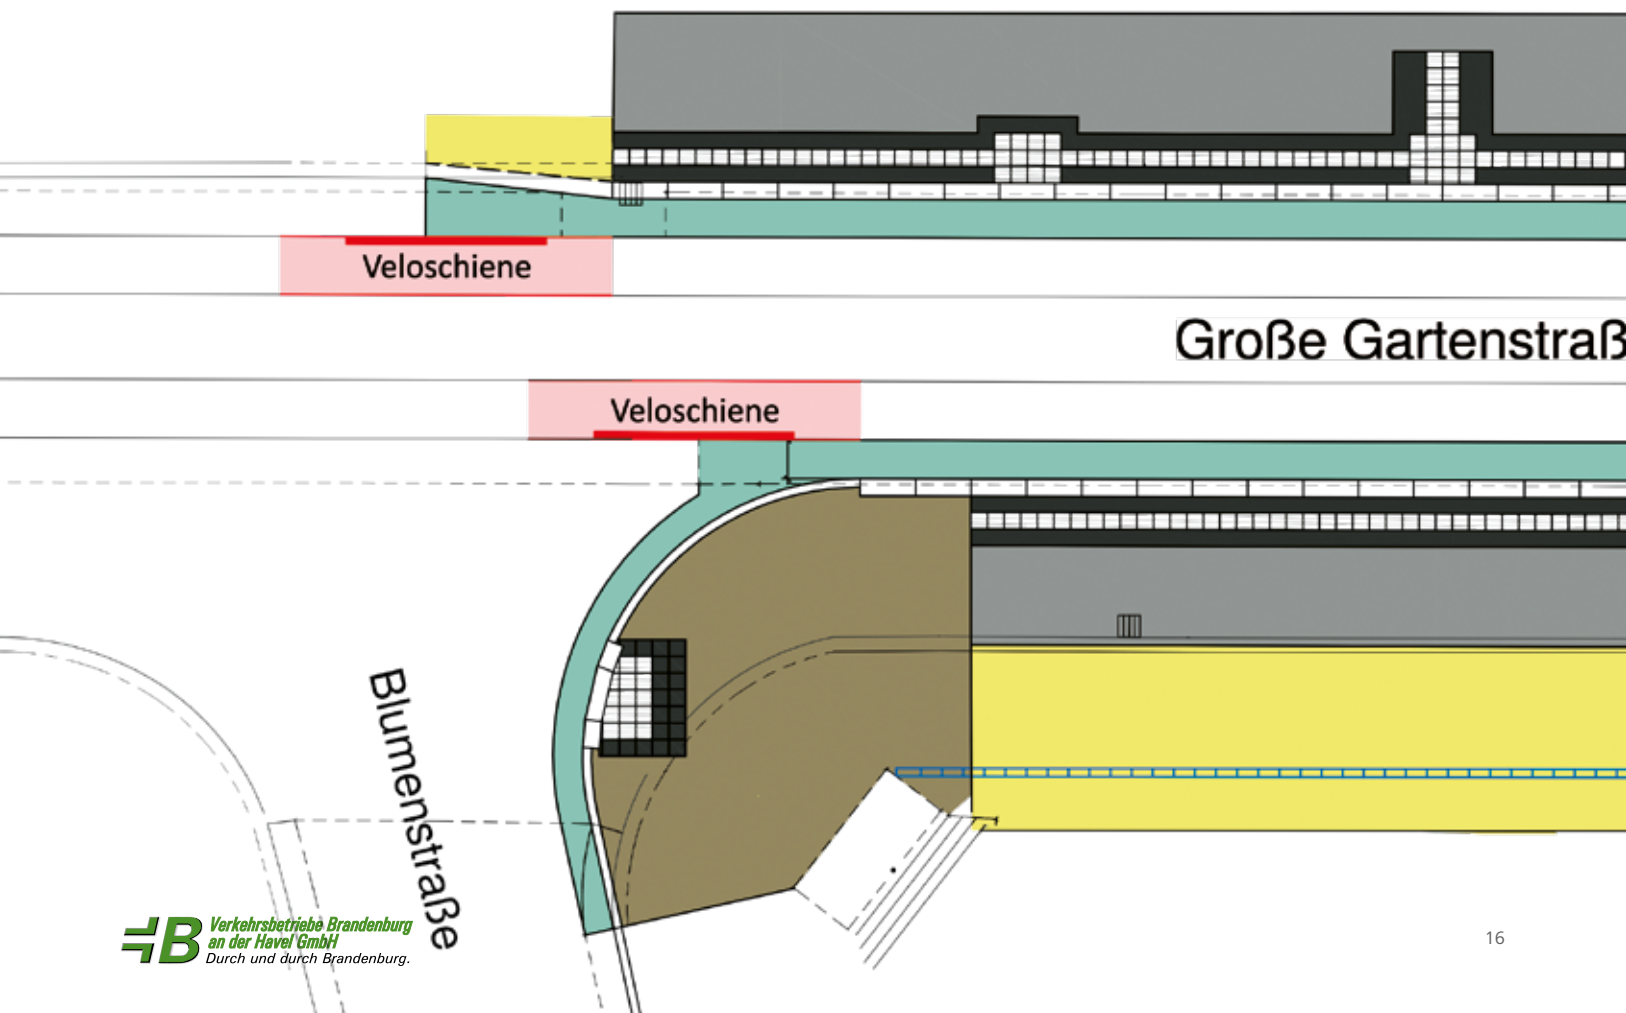 Veloschiene
Große Gartenstraß
Veloschiene
Blumenstraße
Verkehrsbetriebe Brandenburg
an der Havel GmbH
Durch und durch Brandenburg.
16